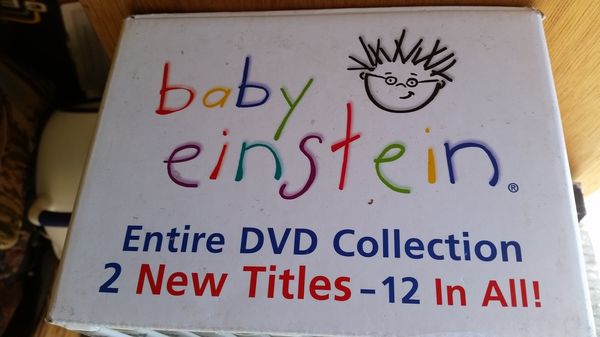 baby
einstein®
Entire DVD Collection
2 New Titles - 12 In All!